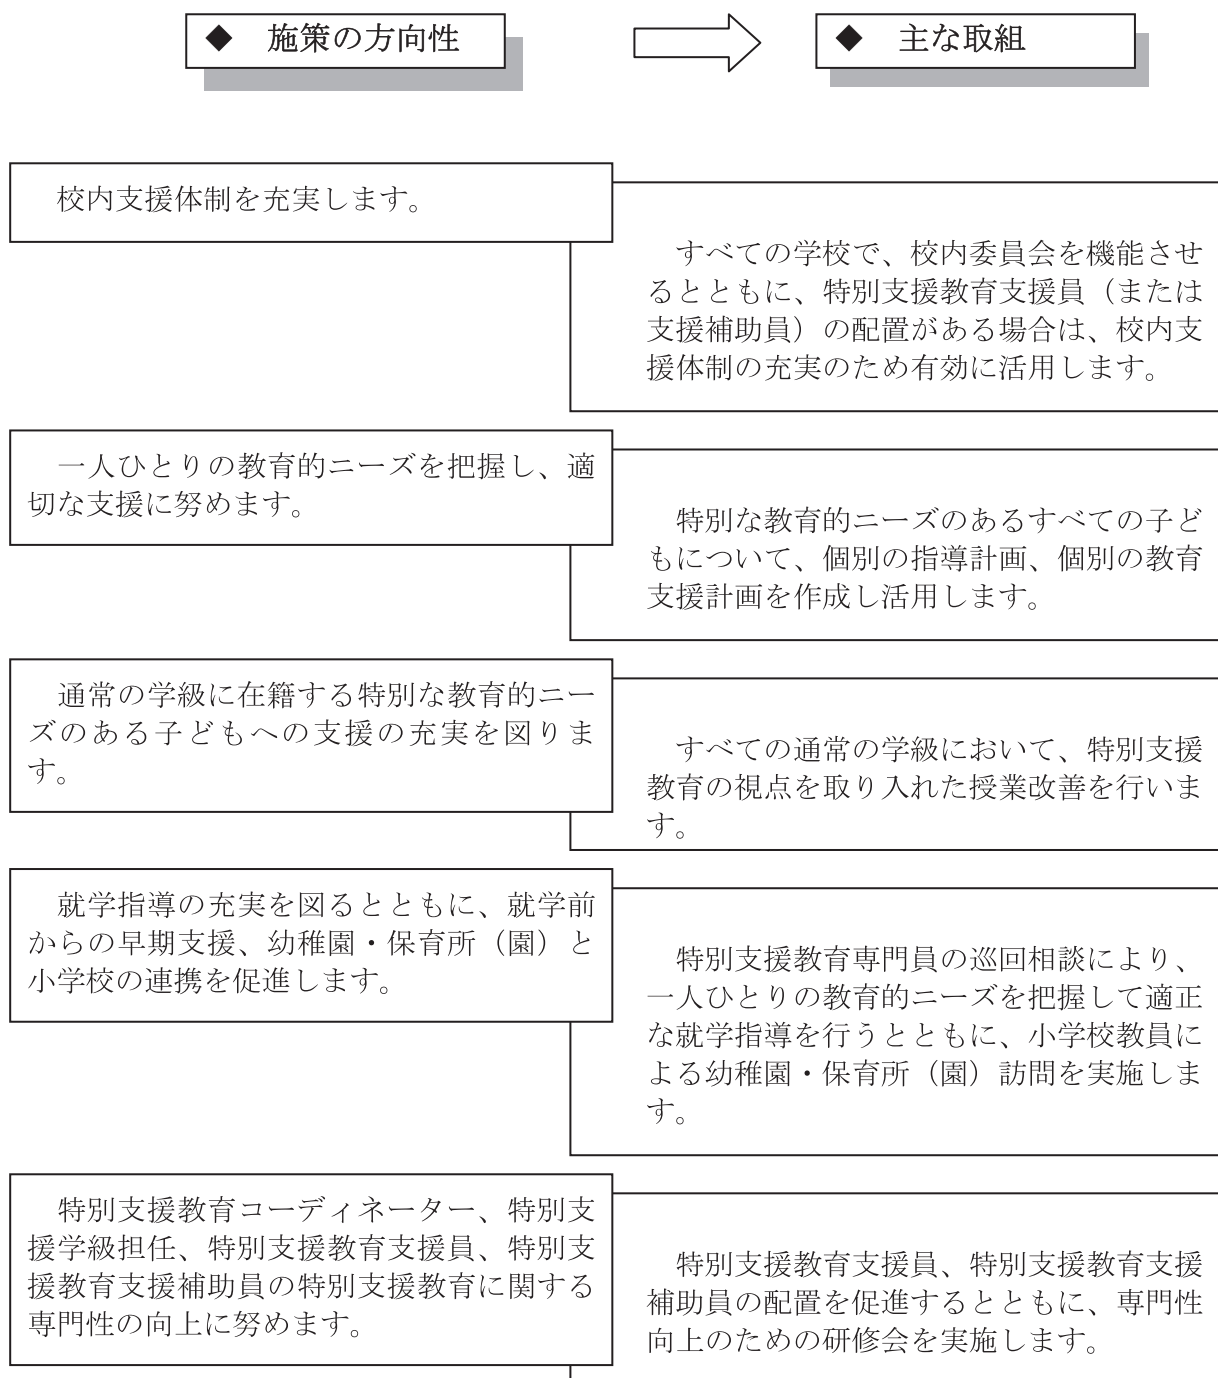 ◆　施策の方向性
◆　主な取組
校内支援体制を充実します。
すべての学校で、校内委員会を機能させ
るとともに、特別支援教育支援員（または
支援補助員）の配置がある場合は、校内支
援体制の充実のため有効に活用します。
一人ひとりの教育的ニーズを把握し、適
切な支援に努めます。
特別な教育的ニーズのあるすべての子ど
もについて、個別の指導計画、個別の教育
支援計画を作成し活用します。
通常の学級に在籍する特別な教育的ニー
ズのある子どもへの支援の充実を図りま
す。
すべての通常の学級において、特別支援
教育の視点を取り入れた授業改善を行いま
す。
就学指導の充実を図るとともに、就学前
からの早期支援、幼稚園・保育所（園）と
小学校の連携を促進します。
特別支援教育専門員の巡回相談により、
一人ひとりの教育的ニーズを把握して適正
な就学指導を行うとともに、小学校教員に
よる幼稚園・保育所（園）訪問を実施しま
す。
特別支援教育コーディネーター、特別支
援学級担任、特別支援教育支援員、特別支
援教育支援補助員の特別支援教育に関する
専門性の向上に努めます。
特別支援教育支援員、特別支援教育支援
補助員の配置を促進するとともに、専門性
向上のための研修会を実施します。